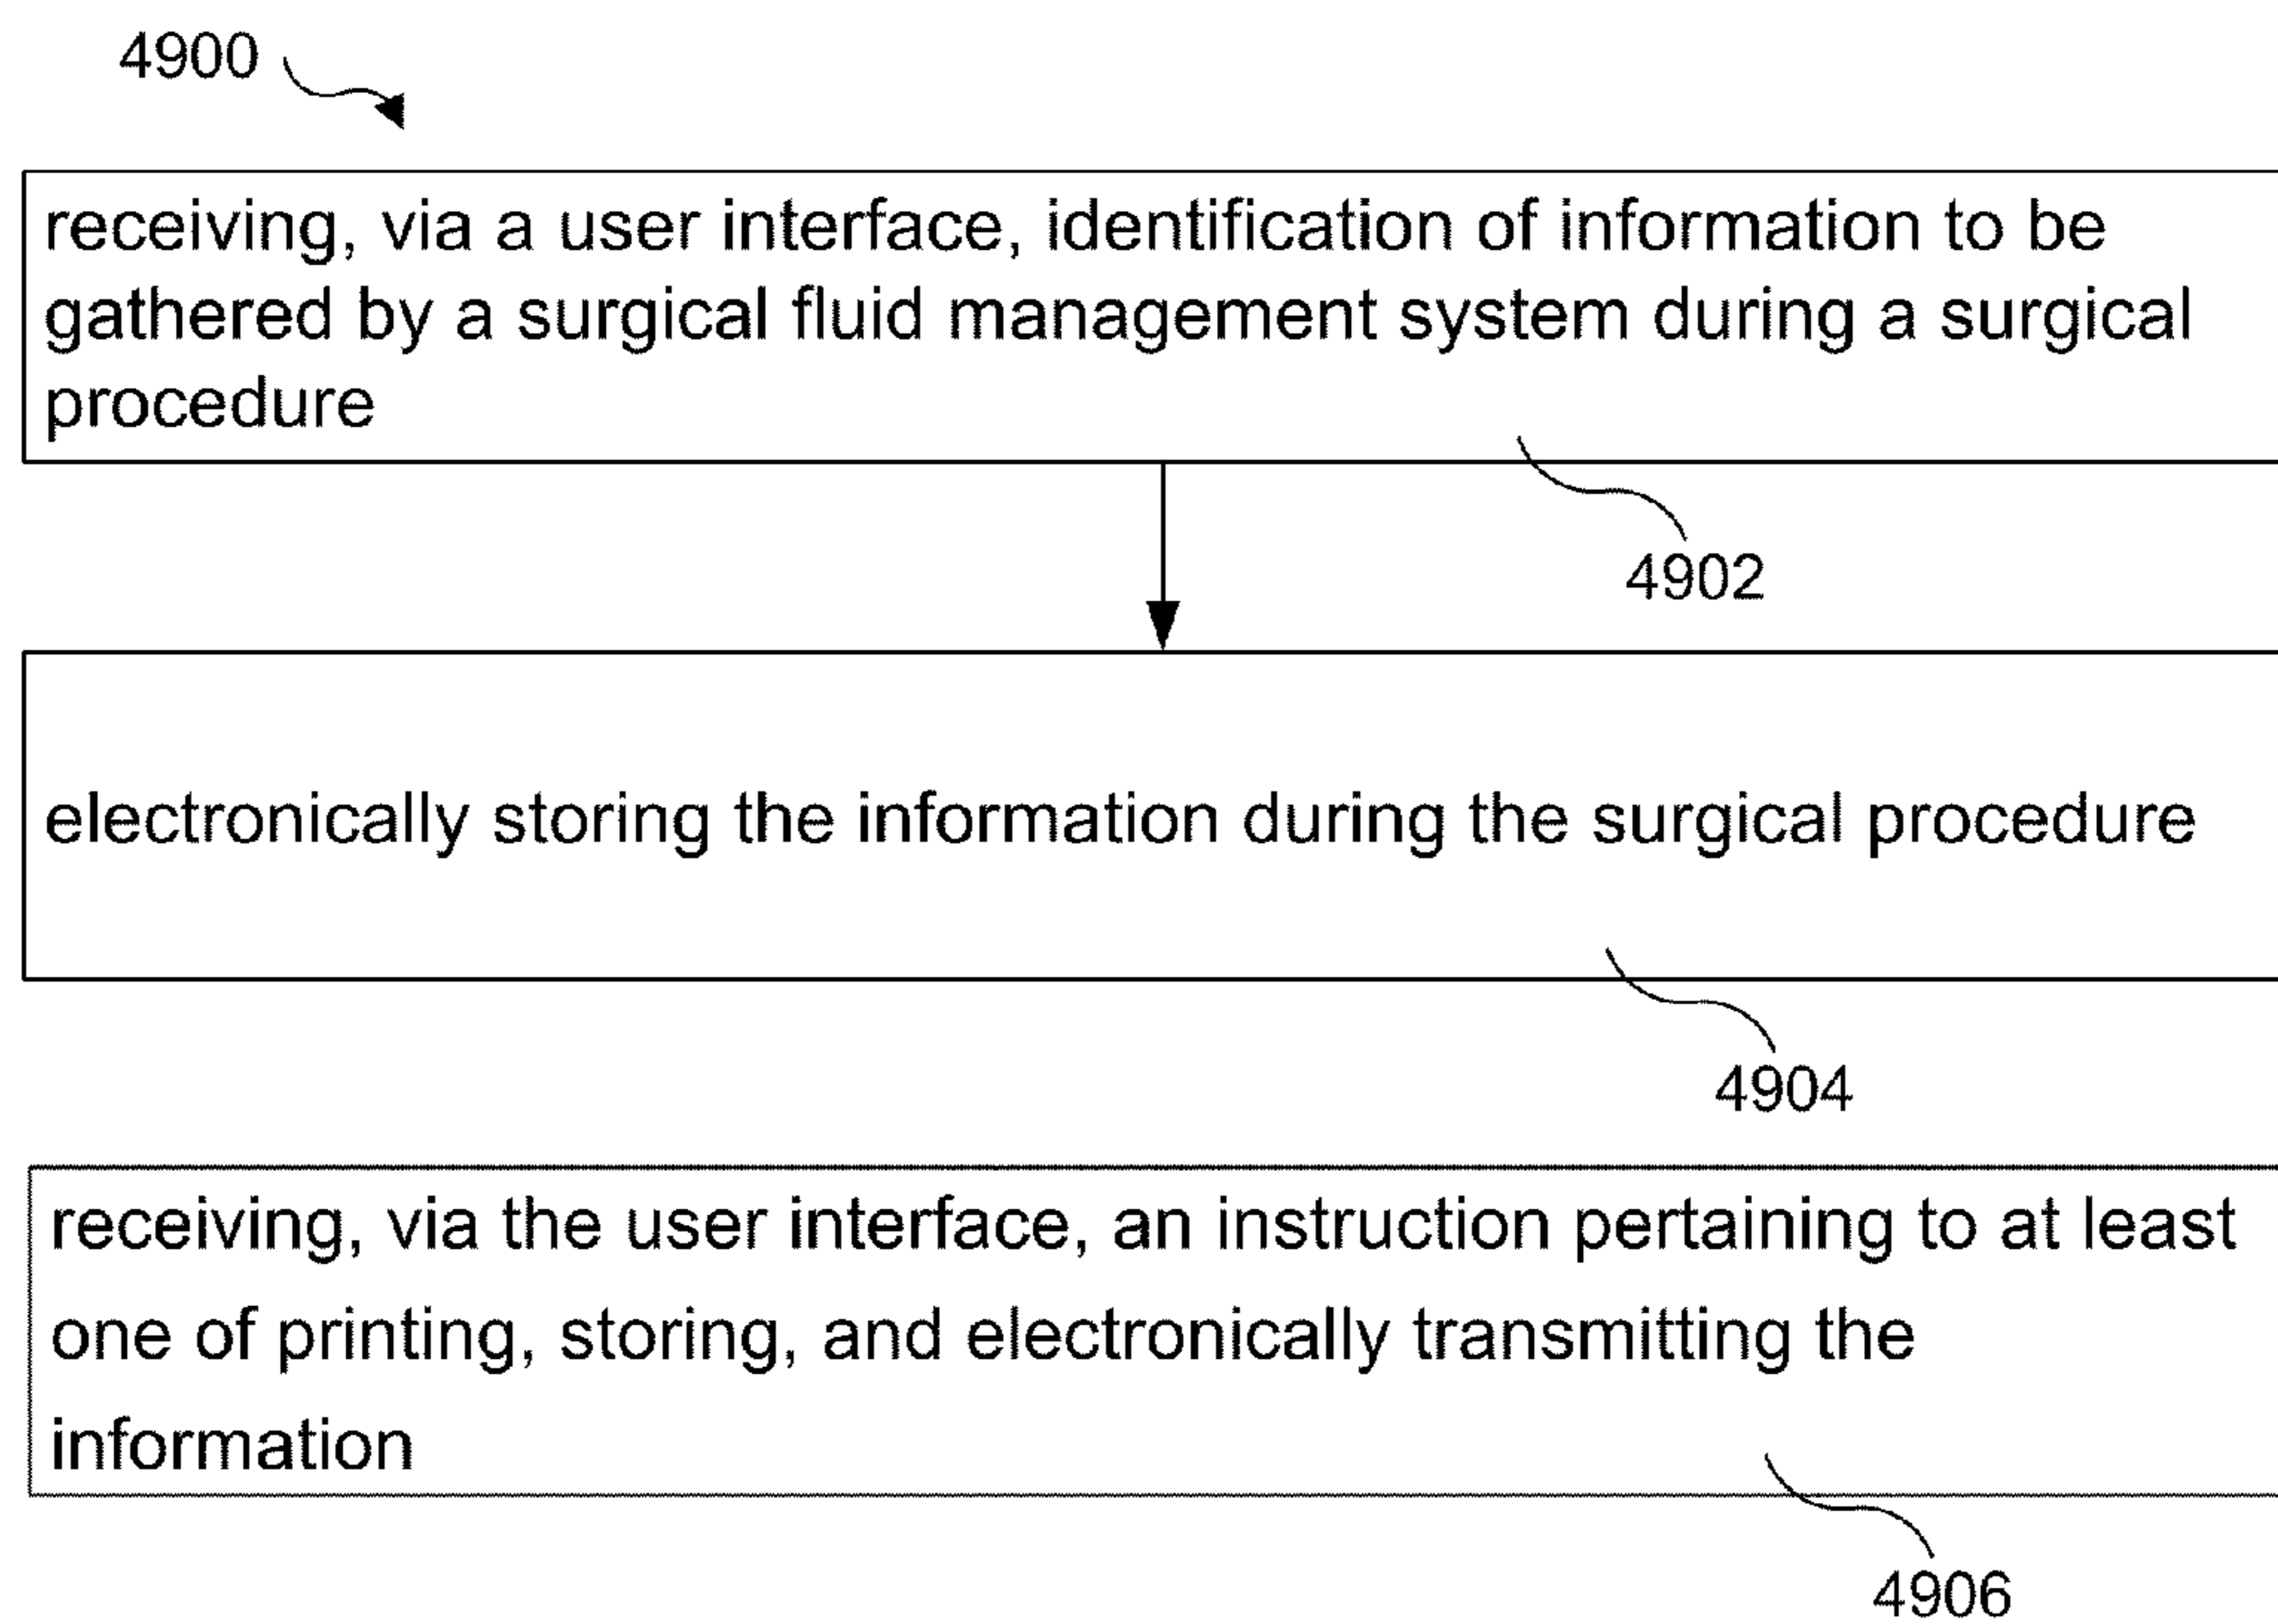 4900
receiving, via a user interface, identification of information to be
gathered by a surgical fluid management system during a surgical
procedure
4902
electronically storing the information during the surgical procedure
4904
receiving, via the user interface, an instruction pertaining to at least
one of printing, storing, and electronically transmitting the
information
4906